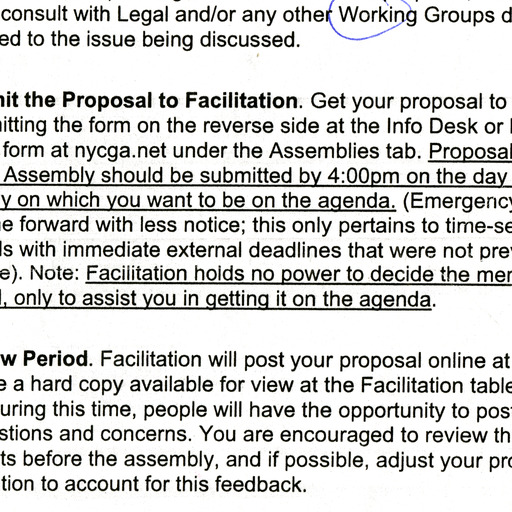 consult with Legal and/or any other Working Groups d
ed to the issue being discussed.
nit the Proposal to Facilitation. Get your proposal to
nitting the form on the reverse side at the Info Desk or
form at nycga.net under the Assemblies tab. Proposal
Assembly should be submitted by 4:00pm on the day
y on which you want to be on the agenda. (Emergency
e forward with less notice; this only pertains to time-se
ls with immediate external deadlines that were not pre
e). Note: Facilitation holds no power to decide the mer
l, only to assist you in getting it on the agenda.
w Period. Facilitation will post your proposal online at
e a hard copy available for view at the Facilitation table
uring this time, people will have the opportunity to pos
stions and concerns. You are encouraged to review th
ts before the assembly, and if possible, adjust your pro
tion to account for this feedback.